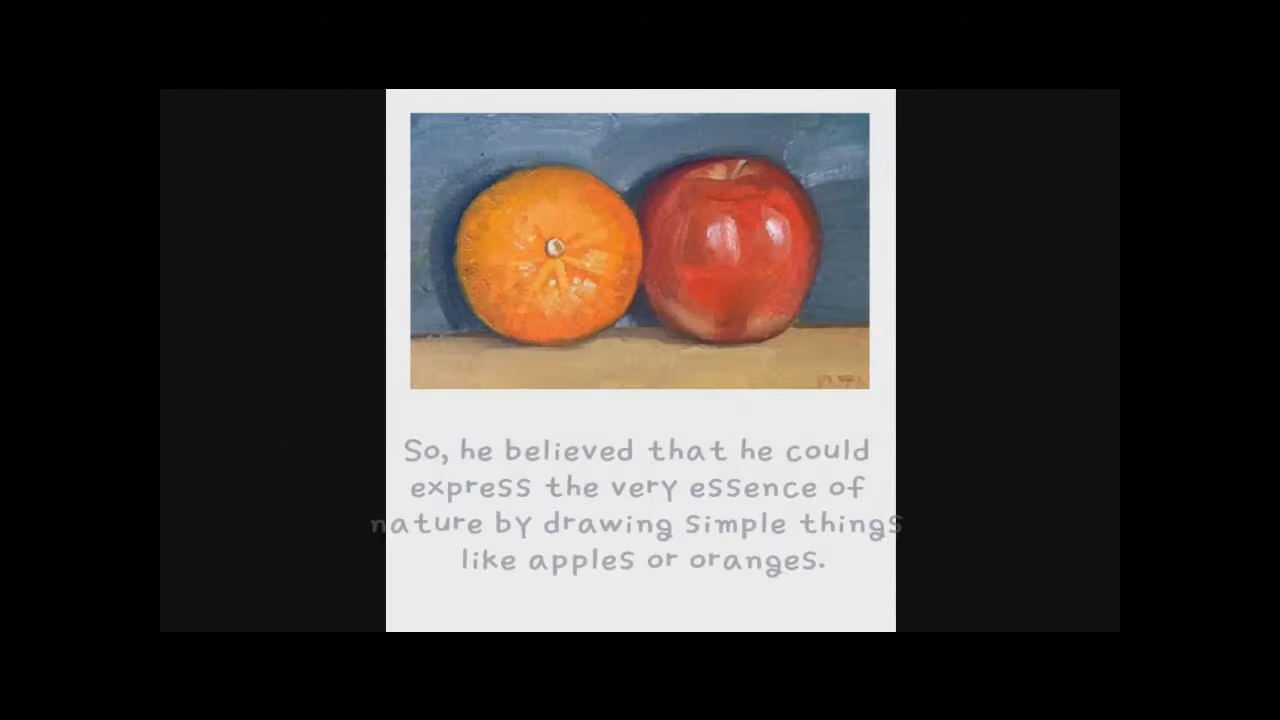 So, he believed that he could
express the very essence of
nature by drawing simple things
like apples or oranges.